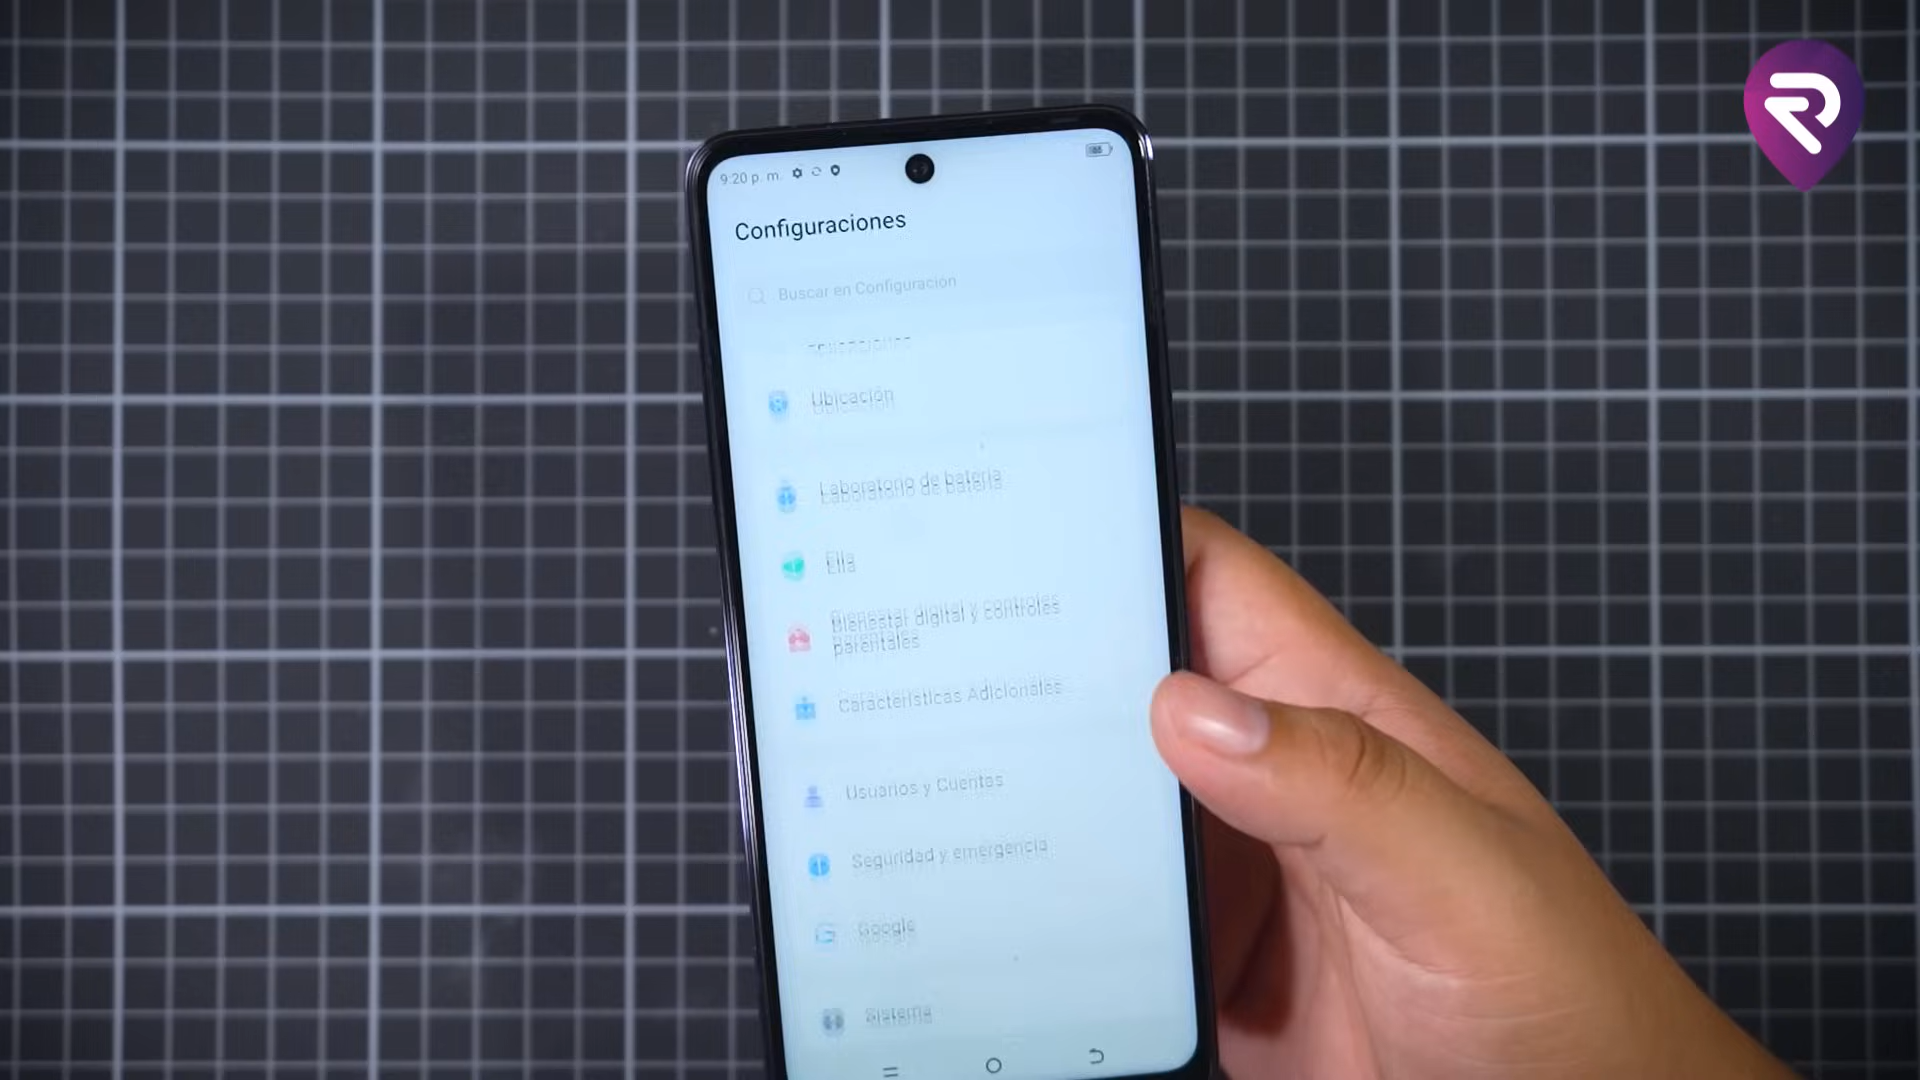 9:20 p. m.
Configuraciones
Buscar en Configuración
Ubicación
Laboratorio de batería
Ella
Bienestar digital y controles
parentales
Características Adicionales
Usuarios y Cuentas
Seguridad y emergencia
Google
Sistema